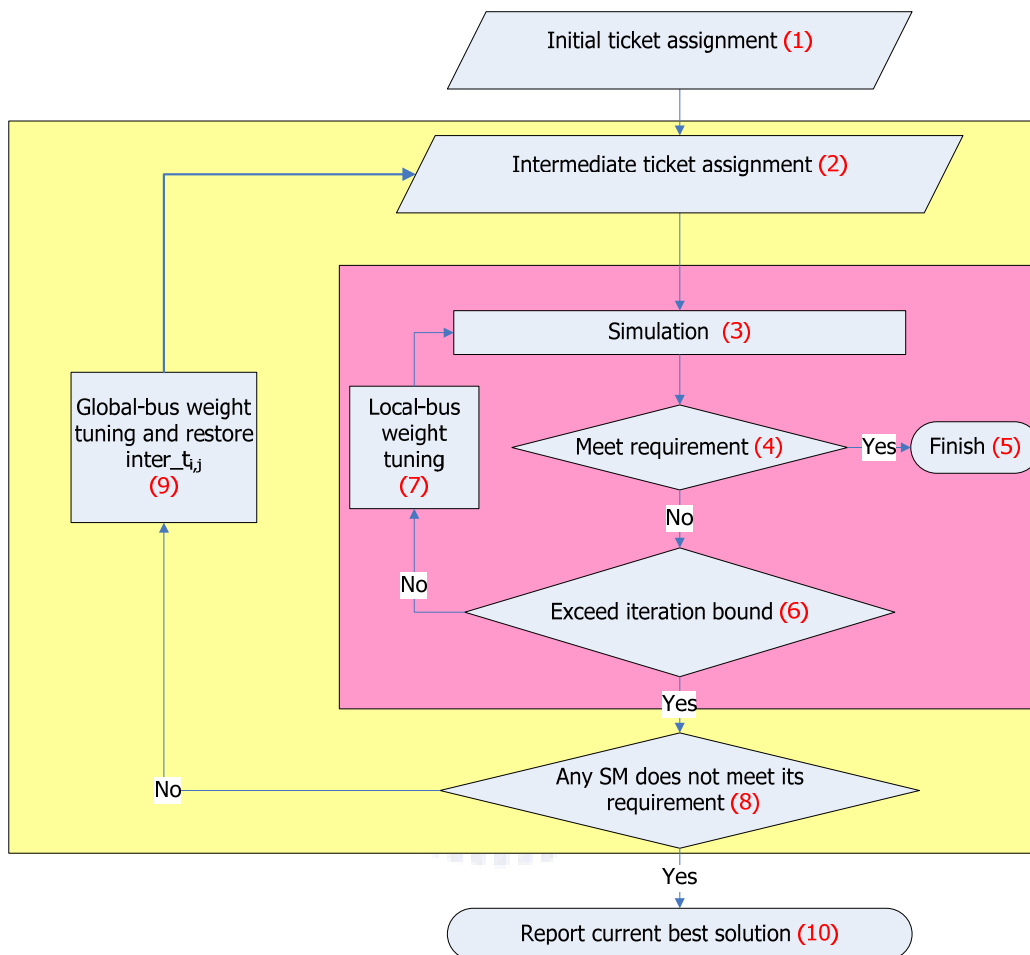 Initial ticket assignment (1)
Intermediate ticket assignment (2)
Simulation (3)
Global-bus weight
tuning and restore
inter_ti,j
(9)
Local-bus
weight
tuning
(7)
Meet requirement (4)
Yes
Finish (5)
No
No
Exceed iteration bound (6)
Yes
Any SM does not meet its
requirement (8)
No
Yes
Report current best solution (10)